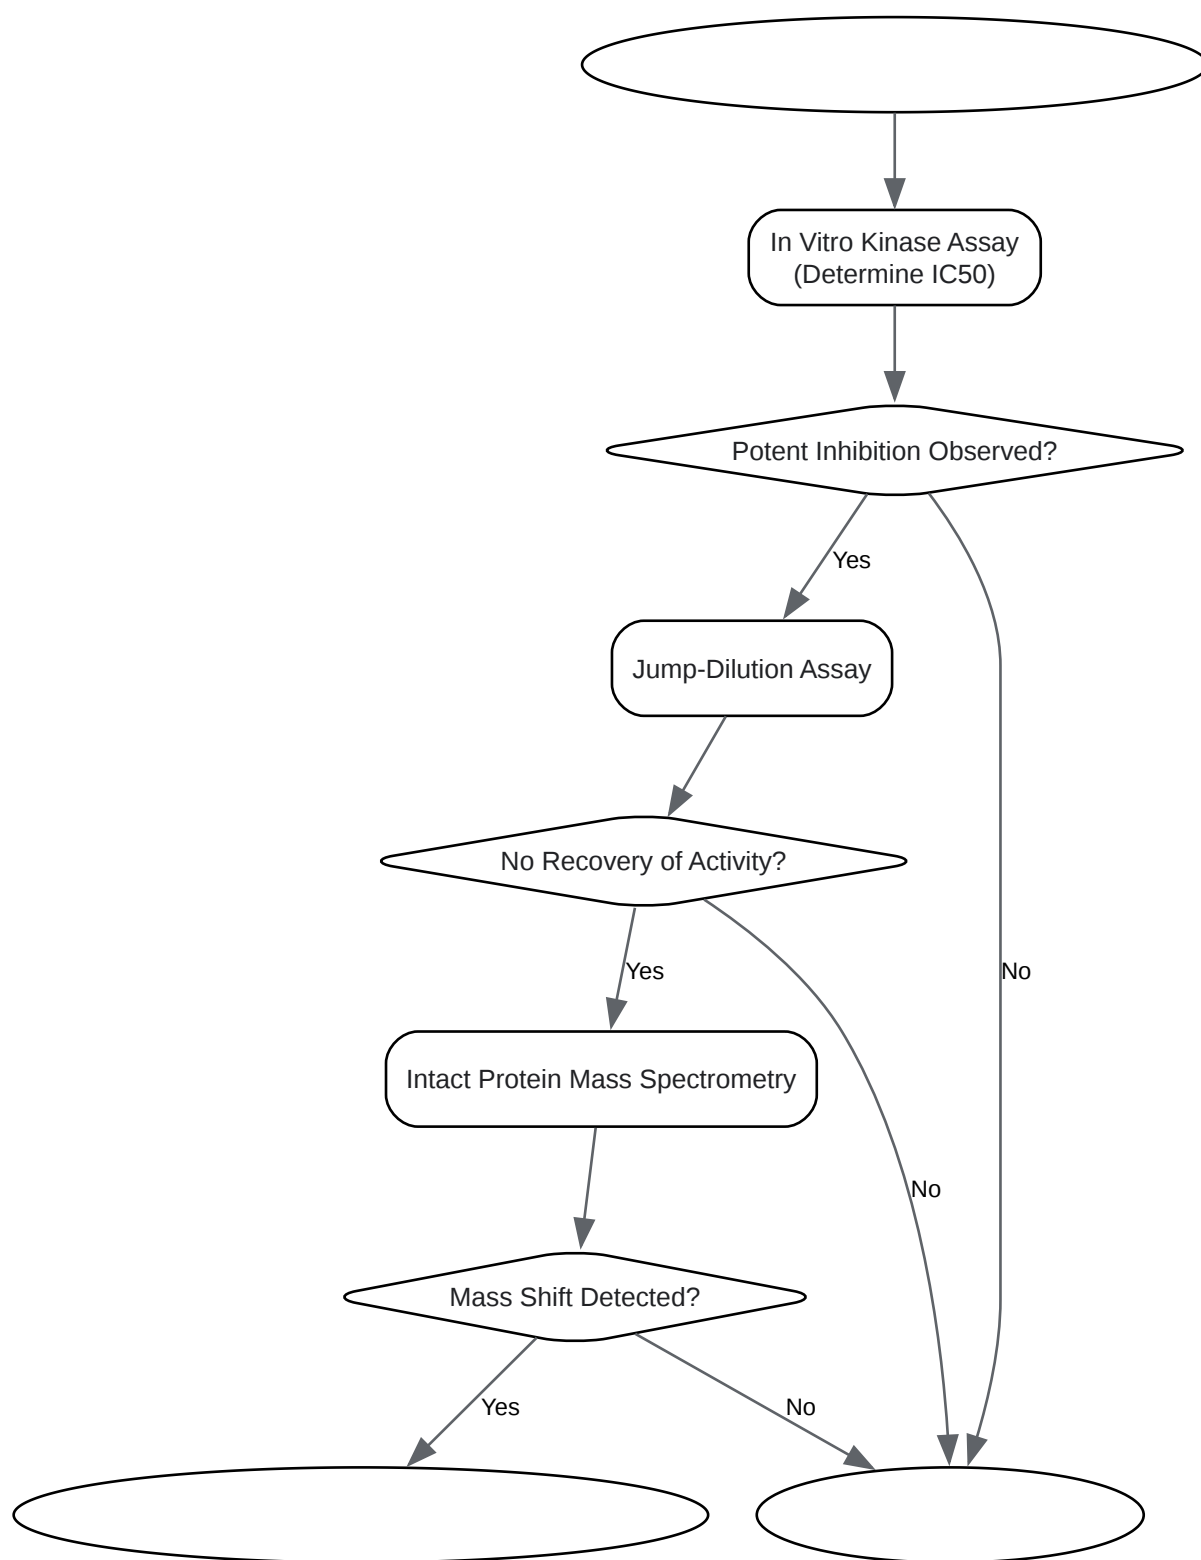 In Vitro Kinase Assay
(Determine IC50)
Potent Inhibition Observed?
Yes
Jump-Dilution Assay
No Recovery of Activity?
Yes
No
Intact Protein Mass Spectrometry
No
Mass Shift Detected?
Yes
No